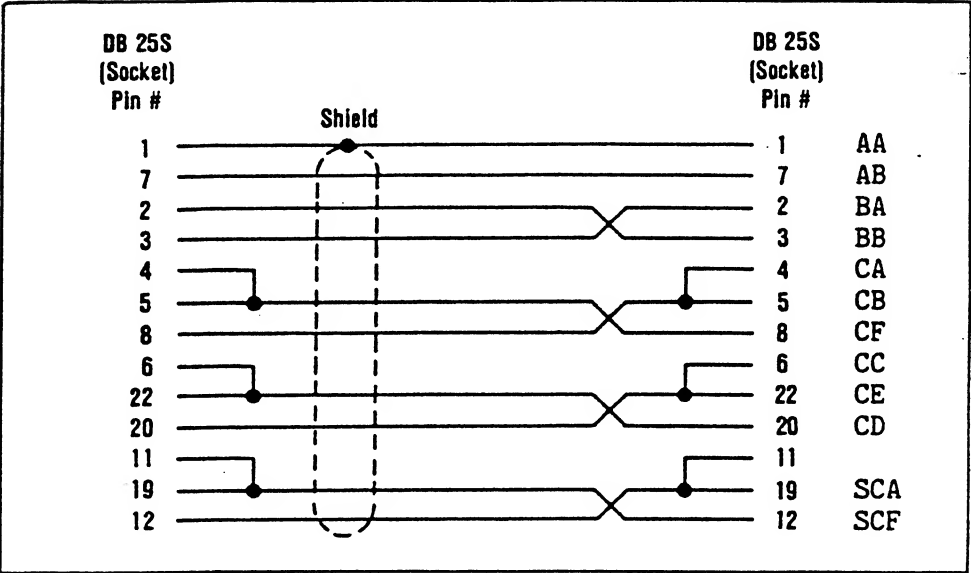 DB 25S
(Socket)
Pin #
DB 25S
(Socket)
Pin #
Shield
1 1 AA
7 7 AB
2 2 BA
3 3 BB
4 4 CA
5 5 CB
8 8 CF
6 6 CC
22 22 CE
20 20 CD
11 11
19 19 SCA
12 12 SCF